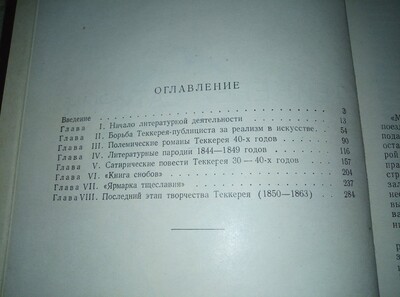 ОГЛАВЛЕНИЕ
Введение 3
Глава I. Начало литературной деятельности 13
Глава II. Борьба Теккерея-публициста за реализм в искусстве 54
Глава III. Полемические романы Теккерея 40-х годов 90
Глава IV. Литературные пародии 1844—1849 годов 116
Глава V. Сатирические повести Теккерея 30—40-х годов 157
Глава VI. «Книга снобов» 204
Глава VII. «Ярмарка тщеславия» 237
Глава VIII. Последний этап творчества Теккерея (1850—1863) 284